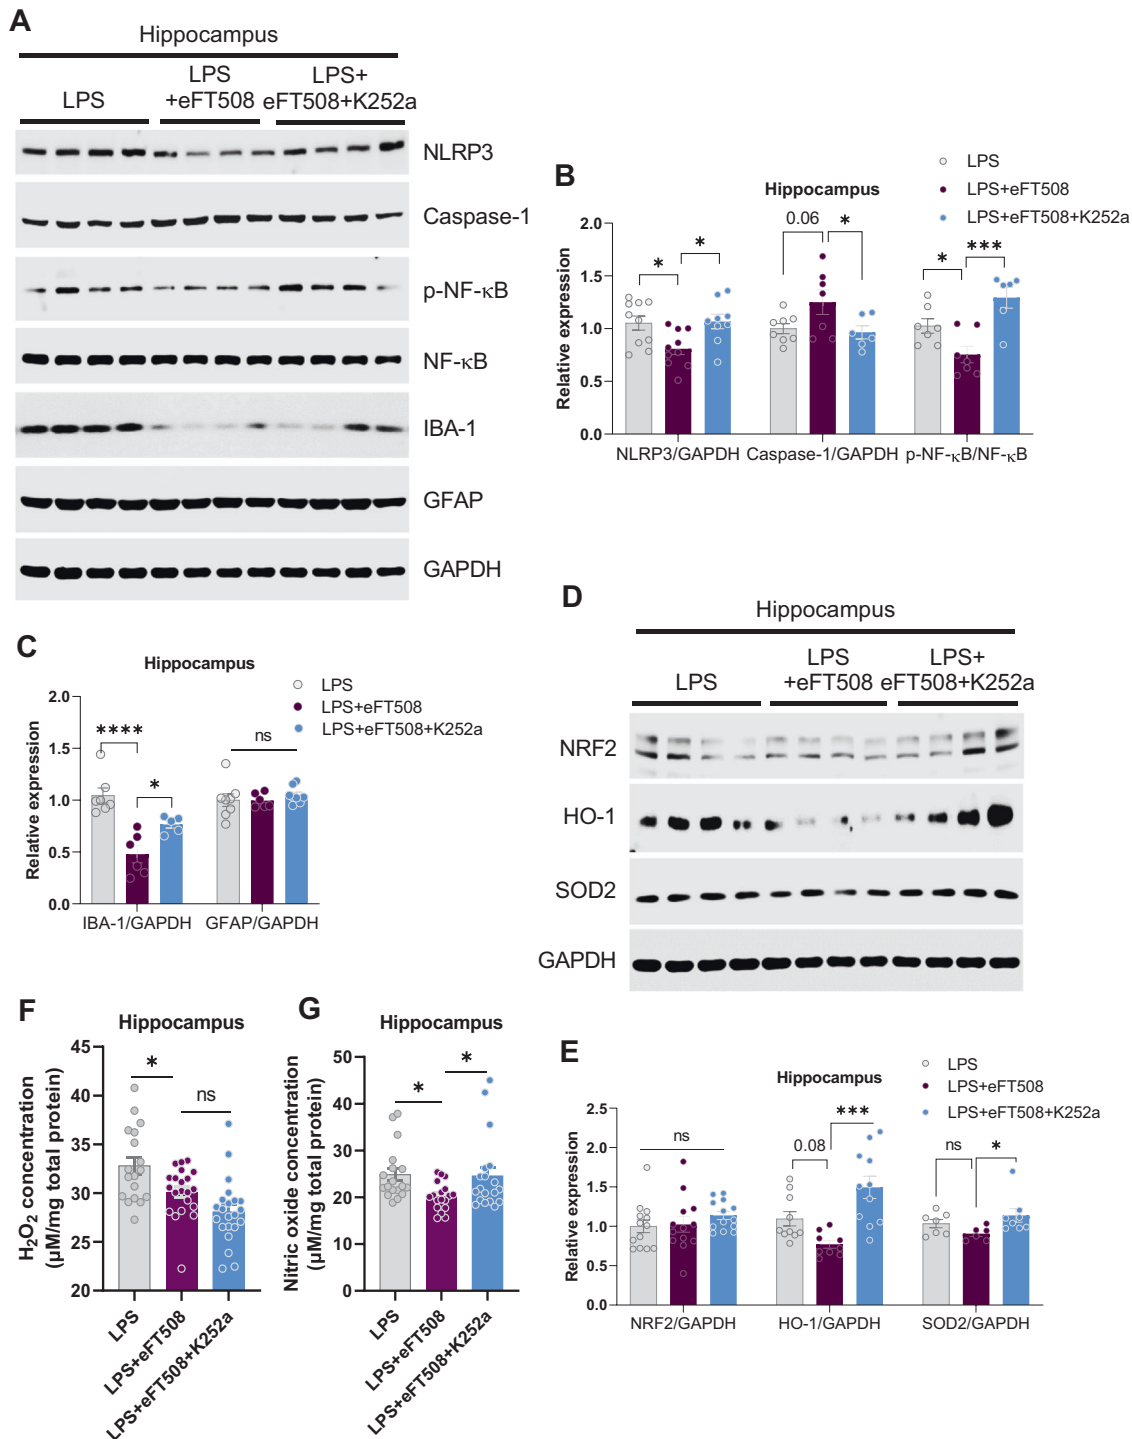 A
Hippocampus
LPS
LPS
+eFT508
LPS+
eFT508+K252a
NLRP3
Caspase-1
p-NF-κB
NF-κB
IBA-1
GFAP
GAPDH
B
LPS
LPS+eFT508
LPS+eFT508+K252a
Hippocampus
Relative expression
2.0
1.5
1.0
0.5
0.0
*
*
0.06
*
*
***
NLRP3/GAPDH
Caspase-1/GAPDH
p-NF-κB/NF-κB
C
Hippocampus
LPS
LPS+eFT508
LPS+eFT508+K252a
Relative expression
2.0
1.5
1.0
0.5
0.0
****
*
ns
IBA-1/GAPDH
GFAP/GAPDH
D
Hippocampus
LPS
LPS
+eFT508
LPS+
eFT508+K252a
NRF2
HO-1
SOD2
GAPDH
F
Hippocampus
H2O2 concentration
(μM/mg total protein)
45
40
35
30
25
20
*
ns
LPS
LPS+eFT508
LPS+eFT508+K252a
G
Hippocampus
Nitric oxide concentration
(μM/mg total protein)
50
40
30
20
10
0
*
*
LPS
LPS+eFT508
LPS+eFT508+K252a
E
LPS
LPS+eFT508
LPS+eFT508+K252a
Hippocampus
Relative expression
2.5
2.0
1.5
1.0
0.5
0.0
ns
0.08
***
ns
*
NRF2/GAPDH
HO-1/GAPDH
SOD2/GAPDH